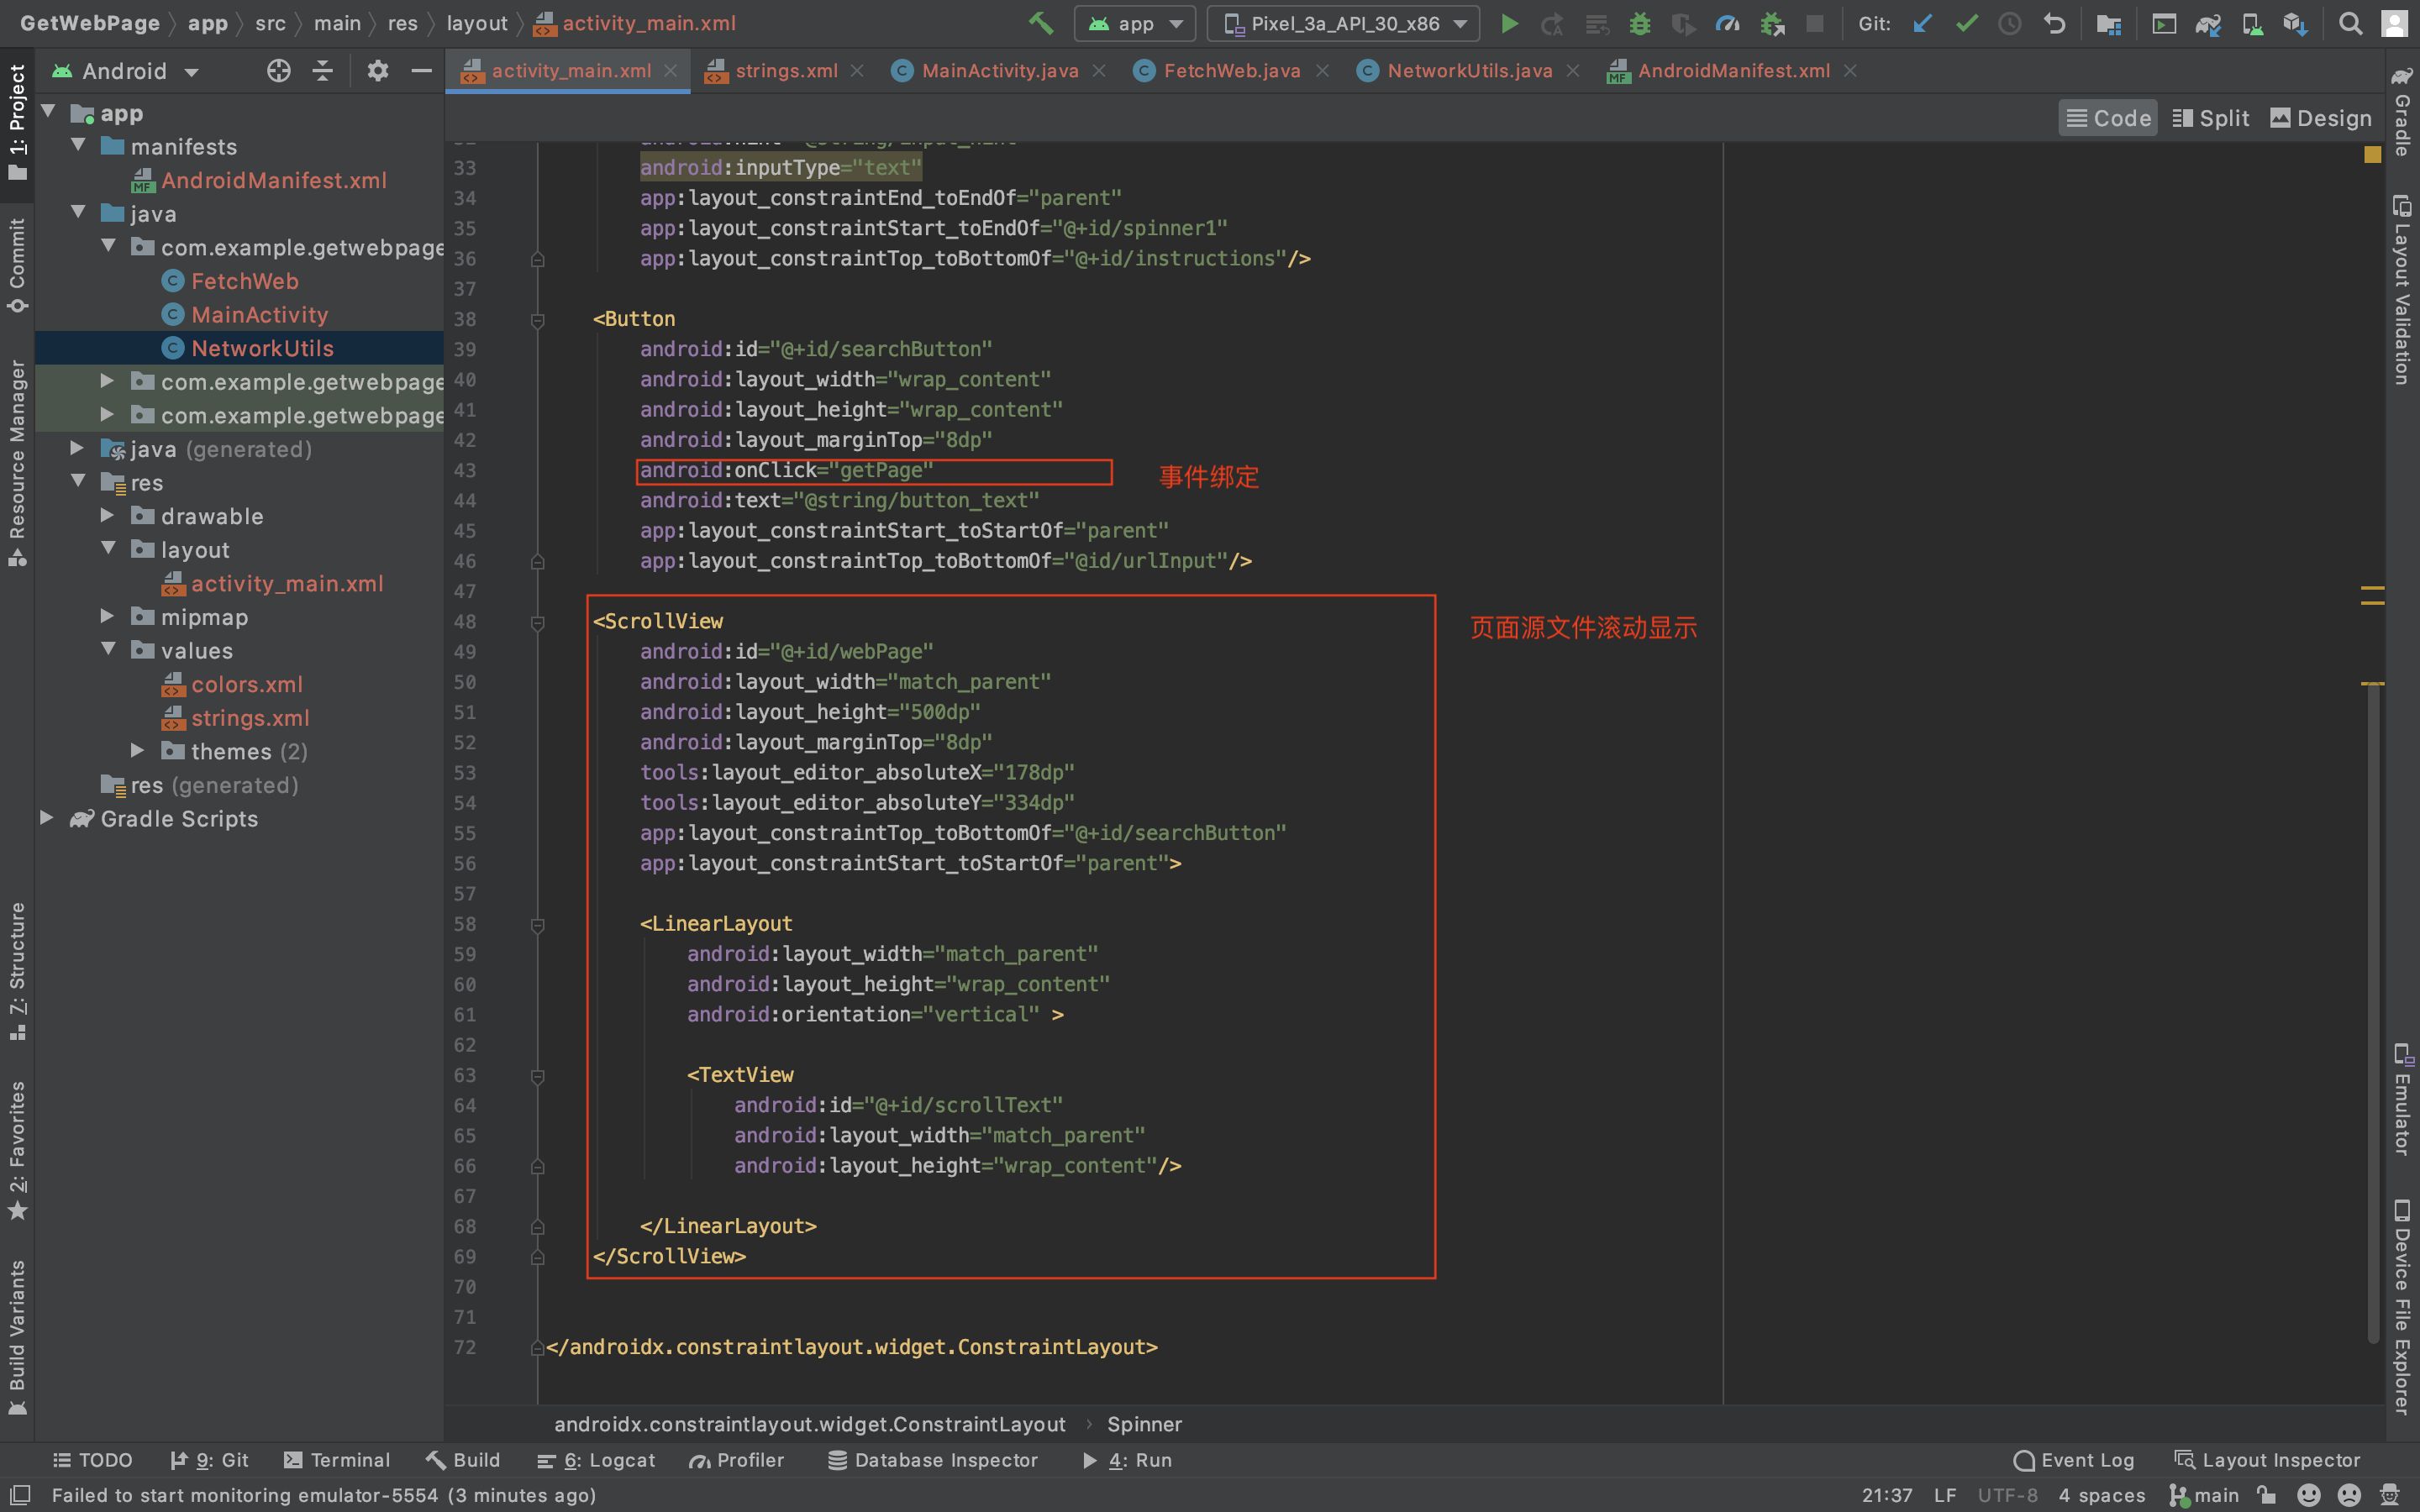 GetWebPage app src main res layout activity_main.xml app Pixel_3a_API_30_x86 Git:
Android
activity_main.xml strings.xml MainActivity.java FetchWeb.java NetworkUtils.java AndroidManifest.xml
Code Split Design
1: Project
Commit
Resource Manager
Z: Structure
2: Favorites
Build Variants
app
manifests
AndroidManifest.xml
java
com.example.getwebpage
FetchWeb
MainActivity
NetworkUtils
com.example.getwebpage
com.example.getwebpage
java (generated)
res
drawable
layout
activity_main.xml
mipmap
values
colors.xml
strings.xml
themes (2)
res (generated)
Gradle Scripts
33 android:inputType="text"
34 app:layout_constraintEnd_toEndOf="parent"
35 app:layout_constraintStart_toEndOf="@+id/spinner1"
36 app:layout_constraintTop_toBottomOf="@+id/instructions"/>
37
38 <Button
39 android:id="@+id/searchButton"
40 android:layout_width="wrap_content"
41 android:layout_height="wrap_content"
42 android:layout_marginTop="8dp"
43 android:onClick="getPage" 事件绑定
44 android:text="@string/button_text"
45 app:layout_constraintStart_toStartOf="parent"
46 app:layout_constraintTop_toBottomOf="@id/urlInput"/>
47
48 <ScrollView 页面源文件滚动显示
49 android:id="@+id/webPage"
50 android:layout_width="match_parent"
51 android:layout_height="500dp"
52 android:layout_marginTop="8dp"
53 tools:layout_editor_absoluteX="178dp"
54 tools:layout_editor_absoluteY="334dp"
55 app:layout_constraintTop_toBottomOf="@+id/searchButton"
56 app:layout_constraintStart_toStartOf="parent">
57
58 <LinearLayout
59 android:layout_width="match_parent"
60 android:layout_height="wrap_content"
61 android:orientation="vertical" >
62
63 <TextView
64 android:id="@+id/scrollText"
65 android:layout_width="match_parent"
66 android:layout_height="wrap_content"/>
67
68 </LinearLayout>
69 </ScrollView>
70
71
72 </androidx.constraintlayout.widget.ConstraintLayout>
androidx.constraintlayout.widget.ConstraintLayout Spinner
Gradle
Layout Validation
Emulator
Device File Explorer
TODO 9: Git Terminal Build 6: Logcat Profiler Database Inspector 4: Run Event Log Layout Inspector
Failed to start monitoring emulator-5554 (3 minutes ago) 21:37 LF UTF-8 4 spaces main